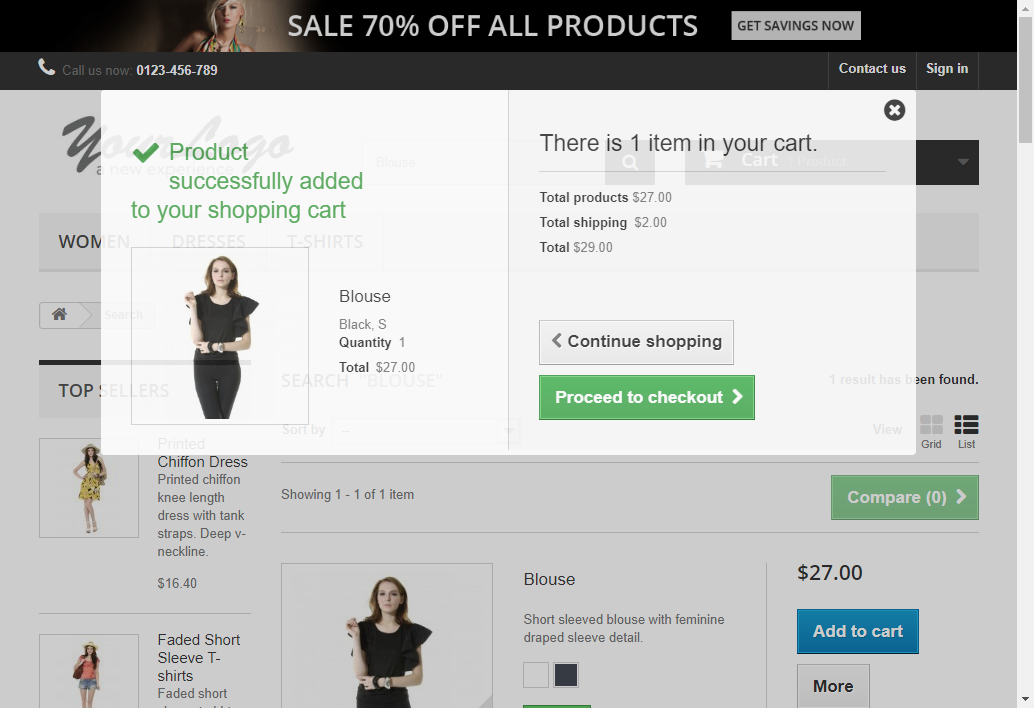 SALE 70% OFF ALL PRODUCTS
GET SAVINGS NOW
Call us now: 0123-456-789
Contact us
Sign in
Your Logo
a new experience
Blouse
Cart 1 Product
Product
successfully added
to your shopping cart
There is 1 item in your cart.
Total products $27.00
Total shipping $2.00
Total $29.00
WOMEN
DRESSES
T-SHIRTS
Blouse
Black, S
Quantity 1
Total $27.00
Continue shopping
Proceed to checkout
Search
TOP SELLERS
SEARCH "BLOUSE"
1 result has been found.
Sort by
--
View
Grid
List
Printed
Chiffon Dress
Printed chiffon
knee length
dress with tank
straps. Deep v-
neckline.
$16.40
Showing 1 - 1 of 1 item
Compare (0)
Blouse
Short sleeved blouse with feminine
draped sleeve detail.
$27.00
Add to cart
More
Faded Short
Sleeve T-
shirts
Faded short